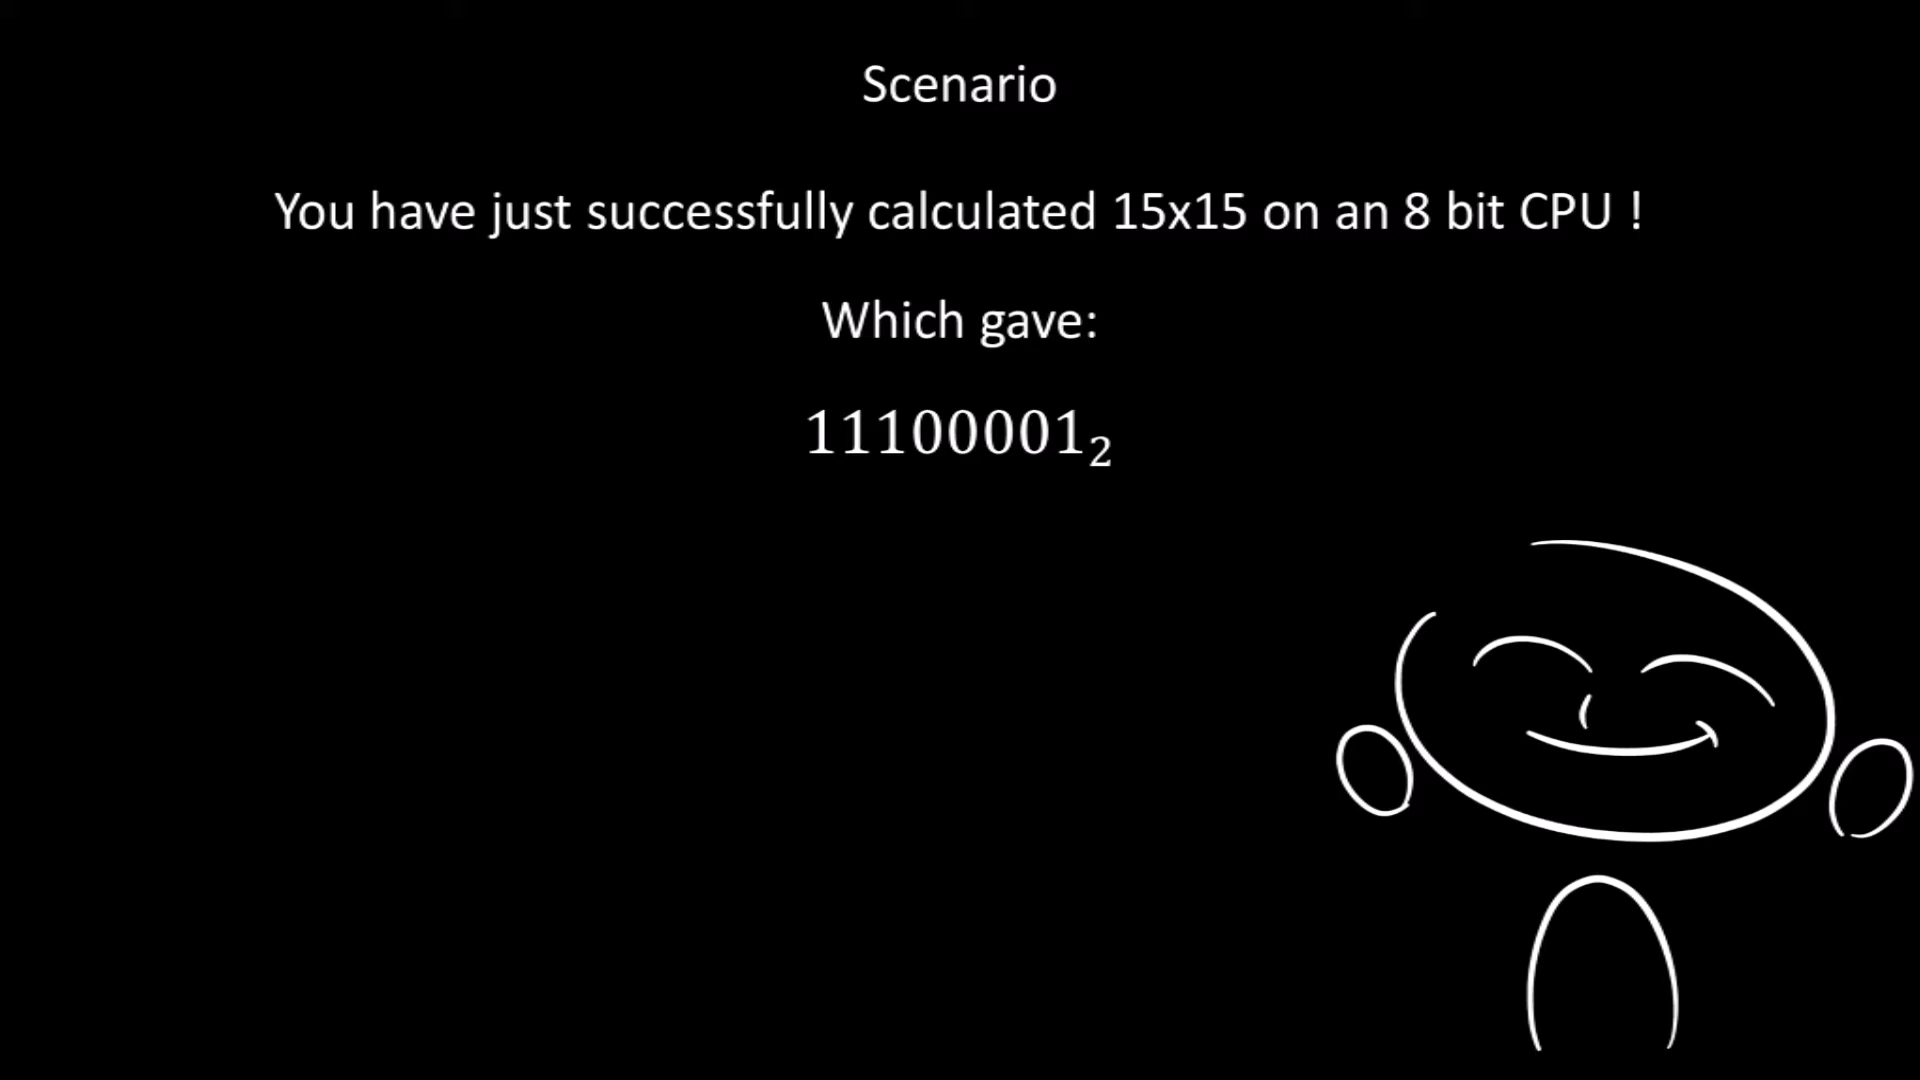 Scenario
You have just successfully calculated 15x15 on an 8 bit CPU !
Which gave:
11100001₂